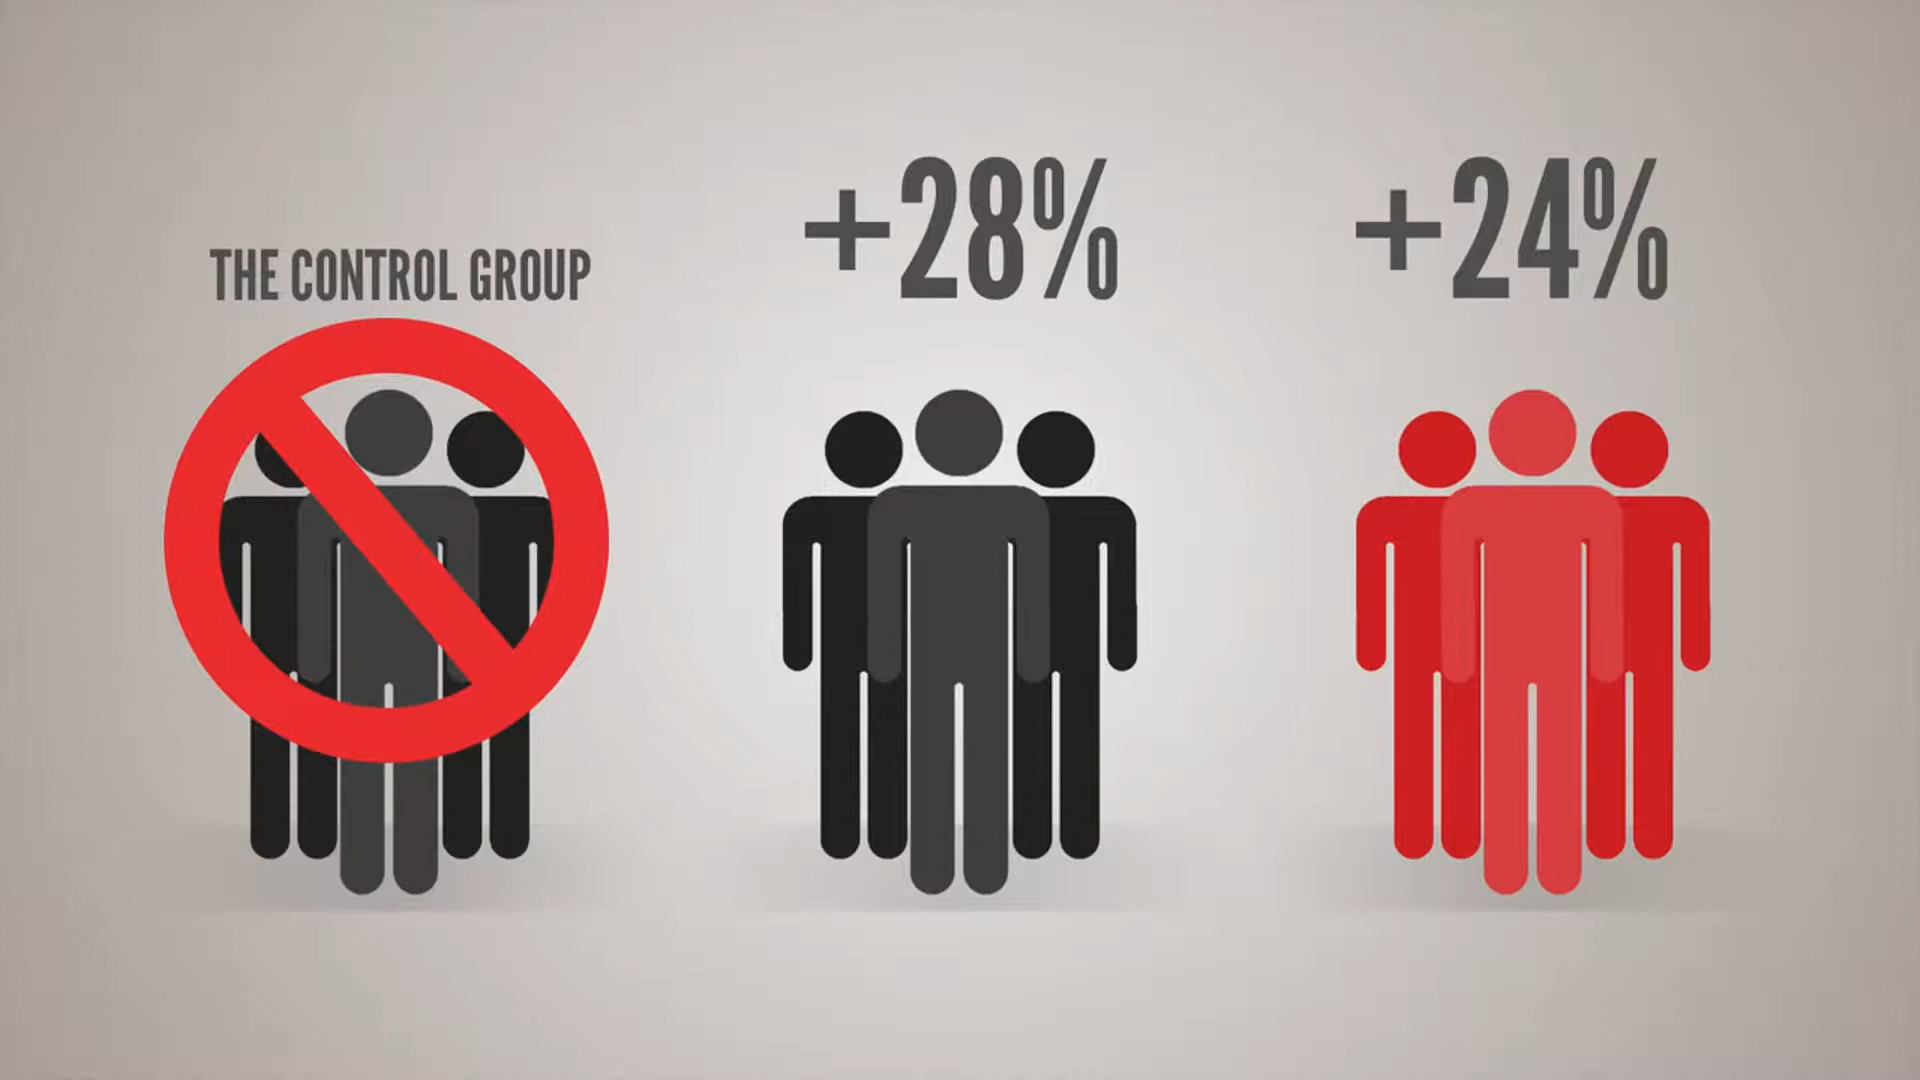 THE CONTROL GROUP
+28%
+24%